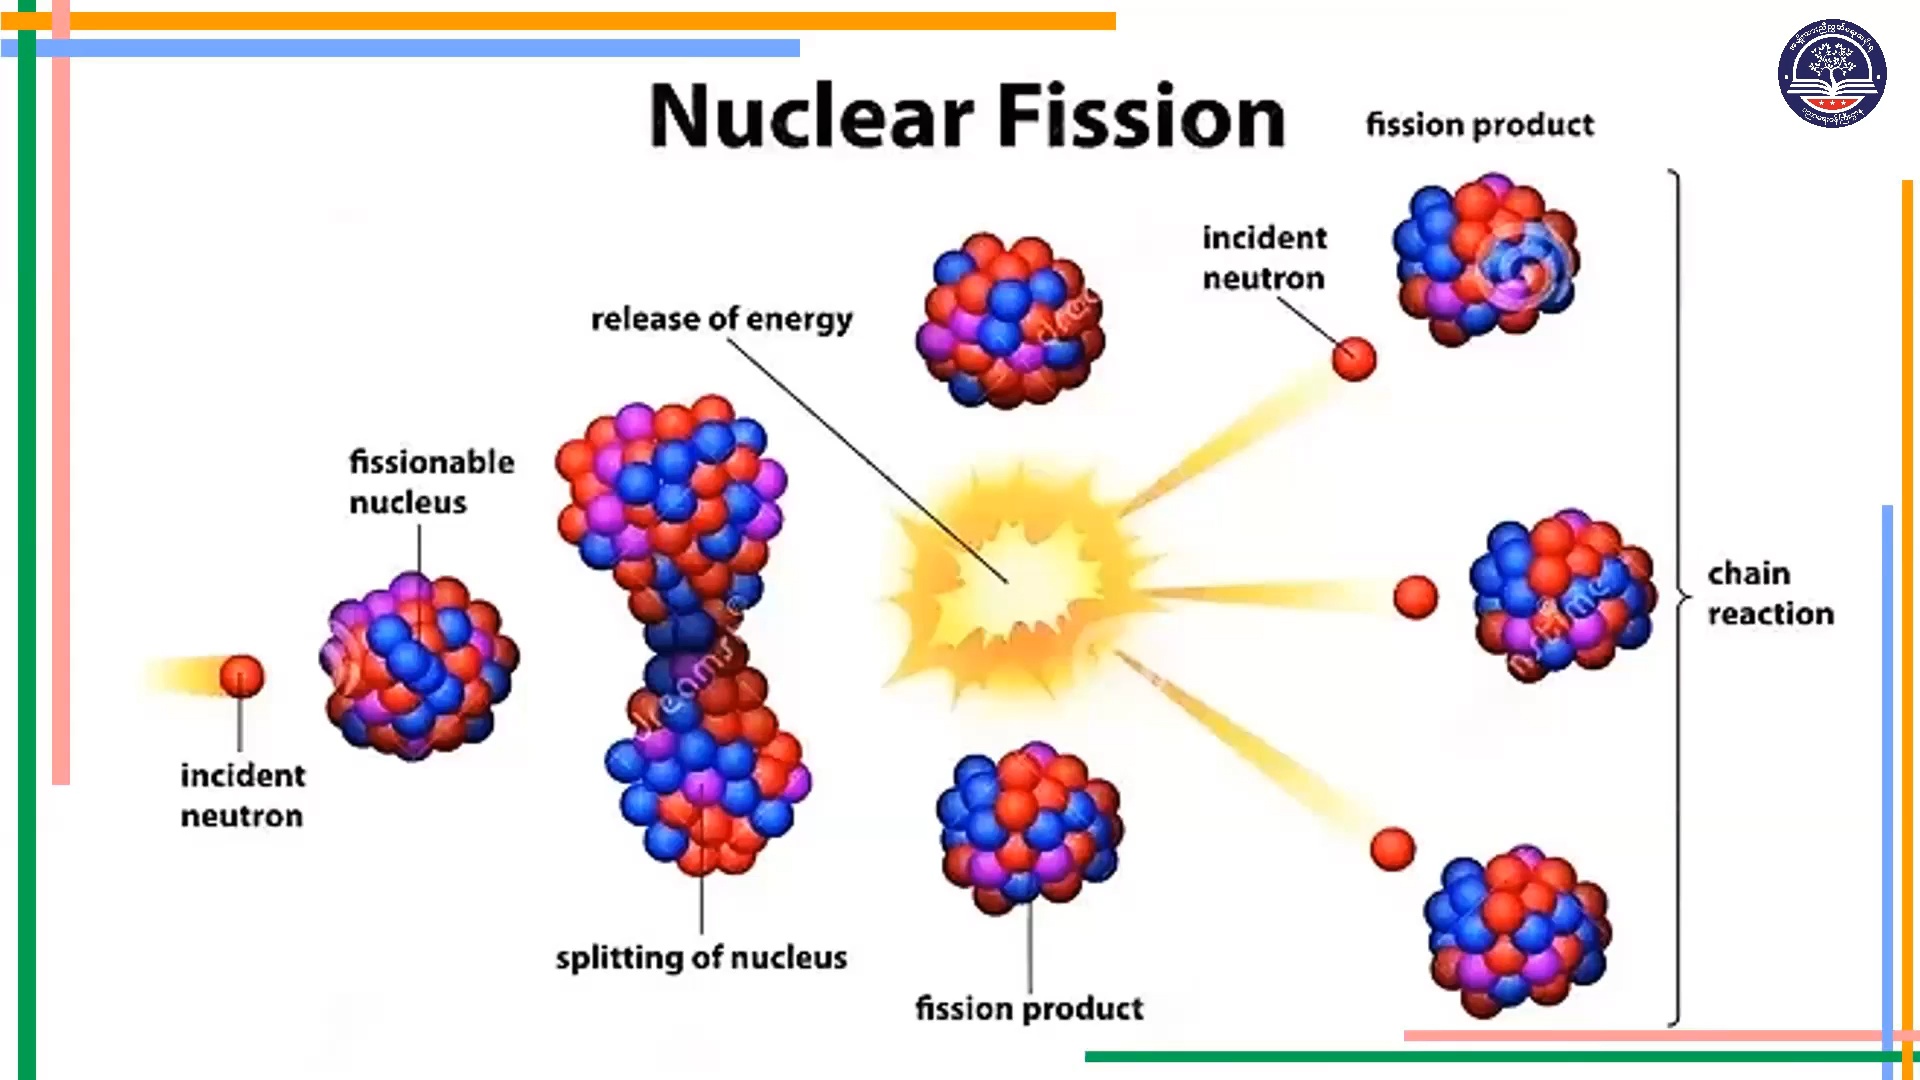 Nuclear Fission
fission product
incident
neutron
release of energy
fissionable
nucleus
chain
reaction
incident
neutron
splitting of nucleus
fission product